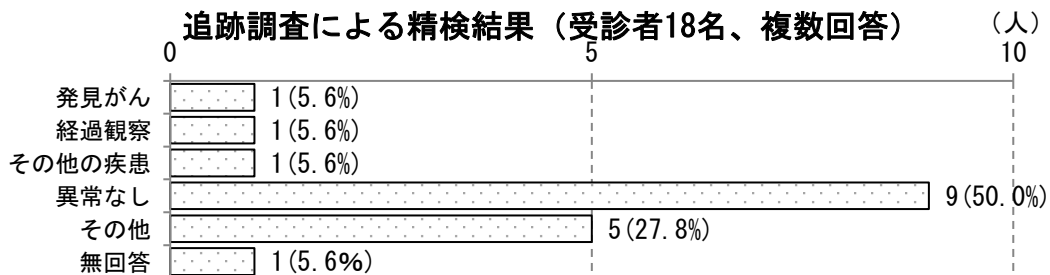 追跡調査による精検結果（受診者18名、複数回答）
（人）
0 5 10
発見がん 1(5.6%)
経過観察 1(5.6%)
その他の疾患 1(5.6%)
異常なし 9(50.0%)
その他 5(27.8%)
無回答 1(5.6%)